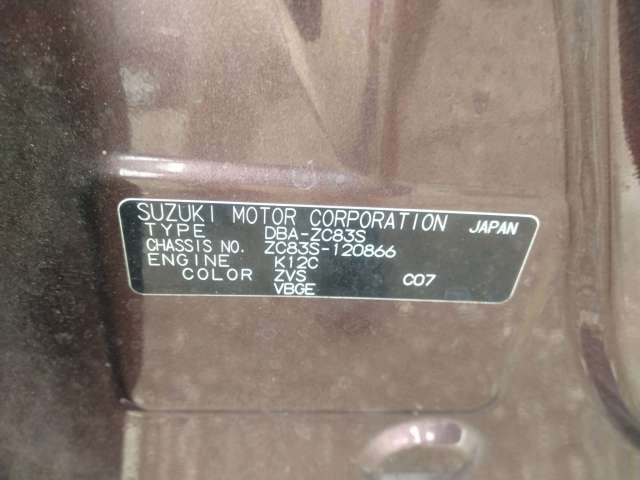 SUZUKI MOTOR CORPORATION JAPAN
TYPE DBA-ZC83S
CHASSIS NO. ZC83S-120866
ENGINE K12C
COLOR ZVS C07
VBGE